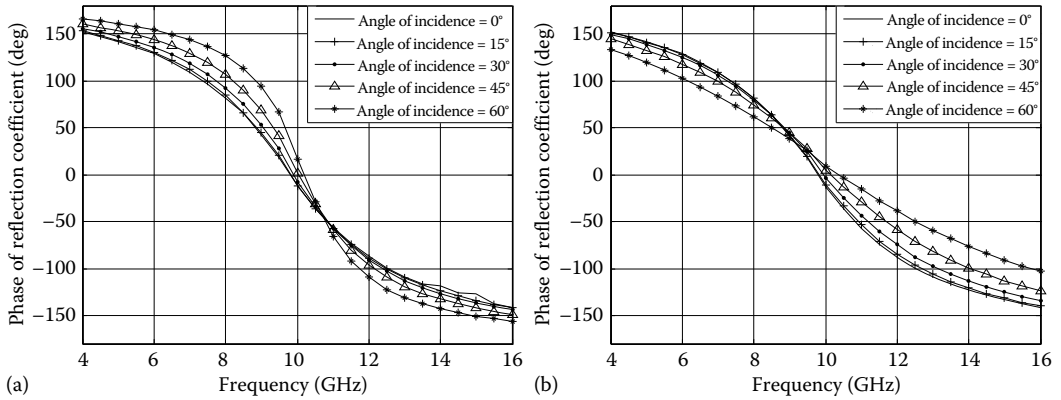 150
100
50
0
−50
−100
−150
Phase of reflection coefficient (deg)
4 6 8 10 12 14 16
Frequency (GHz)
(a)
Angle of incidence = 0°
Angle of incidence = 15°
Angle of incidence = 30°
Angle of incidence = 45°
Angle of incidence = 60°
150
100
50
0
−50
−100
−150
Phase of reflection coefficient (deg)
4 6 8 10 12 14 16
Frequency (GHz)
(b)
Angle of incidence = 0°
Angle of incidence = 15°
Angle of incidence = 30°
Angle of incidence = 45°
Angle of incidence = 60°